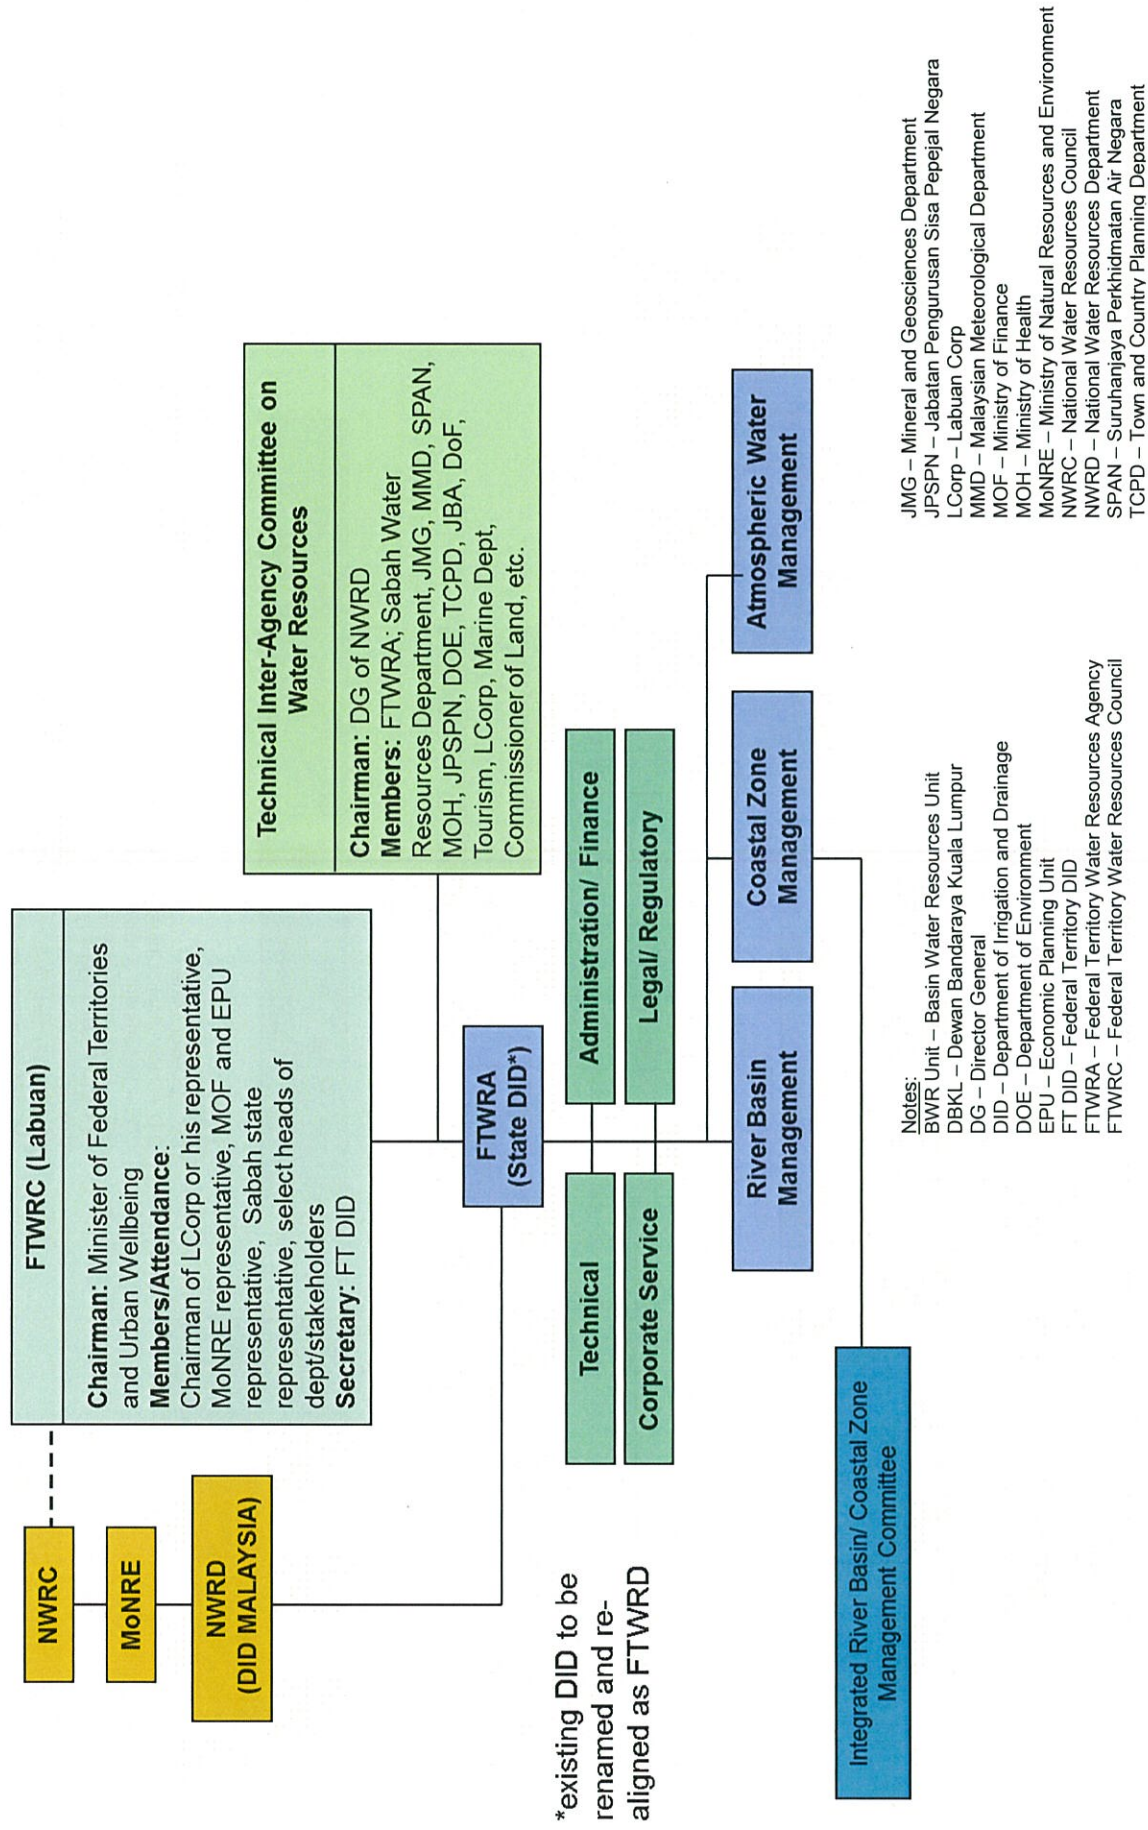 NWRC
MoNRE
NWRD
(DID MALAYSIA)
FTWRC (Labuan)
Chairman: Minister of Federal Territories
and Urban Wellbeing
Members/Attendance:
Chairman of LCorp or his representative,
MoNRE representative, MOF and EPU
representative, Sabah state
representative, select heads of
dept/stakeholders
Secretary: FT DID
Technical Inter-Agency Committee on
Water Resources
Chairman: DG of NWRD
Members: FTWRA; Sabah Water
Resources Department, JMG, MMD, SPAN,
MOH, JPSPN, DOE, TCPD, JBA, DoF,
Tourism, LCorp, Marine Dept,
Commissioner of Land, etc.
FTWRA
(State DID*)
*existing DID to be
renamed and re-
aligned as FTWRD
Technical
Administration/ Finance
Corporate Service
Legal/ Regulatory
River Basin
Management
Coastal Zone
Management
Atmospheric Water
Management
Integrated River Basin/ Coastal Zone
Management Committee
Notes:
BWR Unit – Basin Water Resources Unit
DBKL – Dewan Bandaraya Kuala Lumpur
DG – Director General
DID – Department of Irrigation and Drainage
DOE – Department of Environment
EPU – Economic Planning Unit
FT DID – Federal Territory DID
FTWRA – Federal Territory Water Resources Agency
FTWRC – Federal Territory Water Resources Council
JMG – Mineral and Geosciences Department
JPSPN – Jabatan Pengurusan Sisa Pepejal Negara
LCorp – Labuan Corp
MMD – Malaysian Meteorological Department
MOF – Ministry of Finance
MOH – Ministry of Health
MoNRE – Ministry of Natural Resources and Environment
NWRC – National Water Resources Council
NWRD – National Water Resources Department
SPAN – Suruhanjaya Perkhidmatan Air Negara
TCPD – Town and Country Planning Department